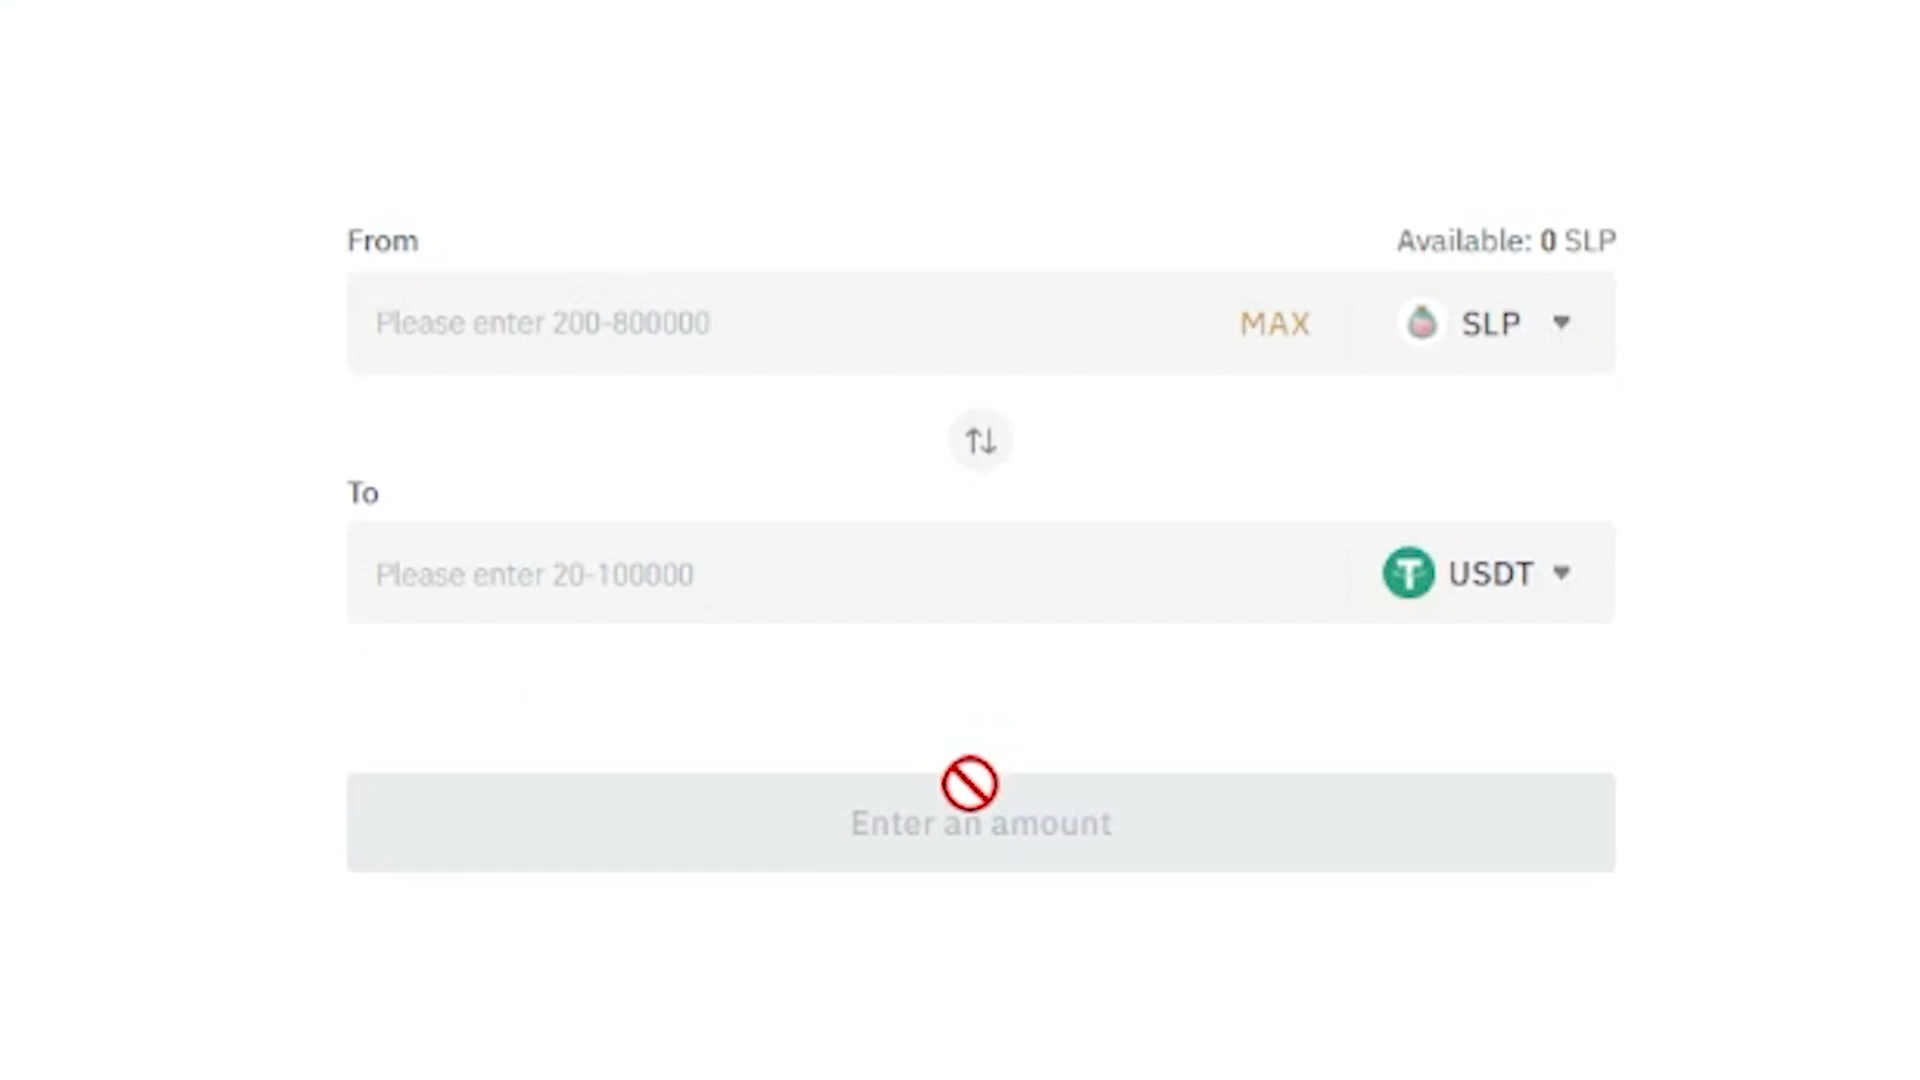 From
Available: 0 SLP
Please enter 200-800000
MAX
SLP
To
Please enter 20-100000
USDT
Enter an amount